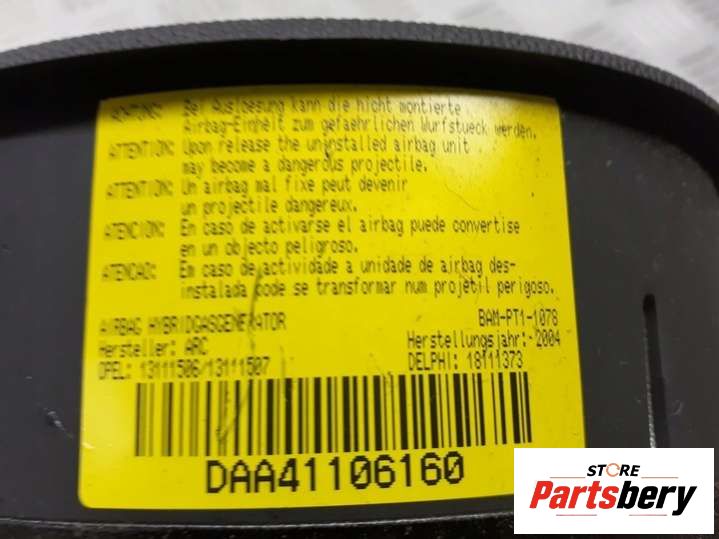 ACHTUNG: Bei Ausloesung kann die nicht montierte
Airbag-Einheit zum gefaehrlichen Wurfstueck werden.
ATTENTION: Upon release the uninstalled airbag unit
may become a dangerous projectile.
ATTENTION: Un airbag mal fixe peut devenir
un projectile dangereux.
ATENCION: En caso de activarse el airbag puede convertise
en un objecto peligroso.
ATENCAO: Em caso de actividade a unidade de airbag des-
instalada pode se transformar num projetil perigoso.
AIRBAG HYBRIDGASGENERATOR BAM-PT1-1078
Hersteller: ARC Herstellungsjahr: 2004
OPEL: 13111506/13111507 DELPHI: 18111373
DAA41106160
STORE
Partsbery